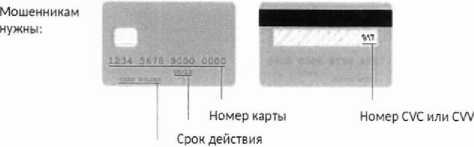 Мошенникам
нужны:
1234 5678 9000 0000
Номер карты
Срок действия
Номер CVC или CVV